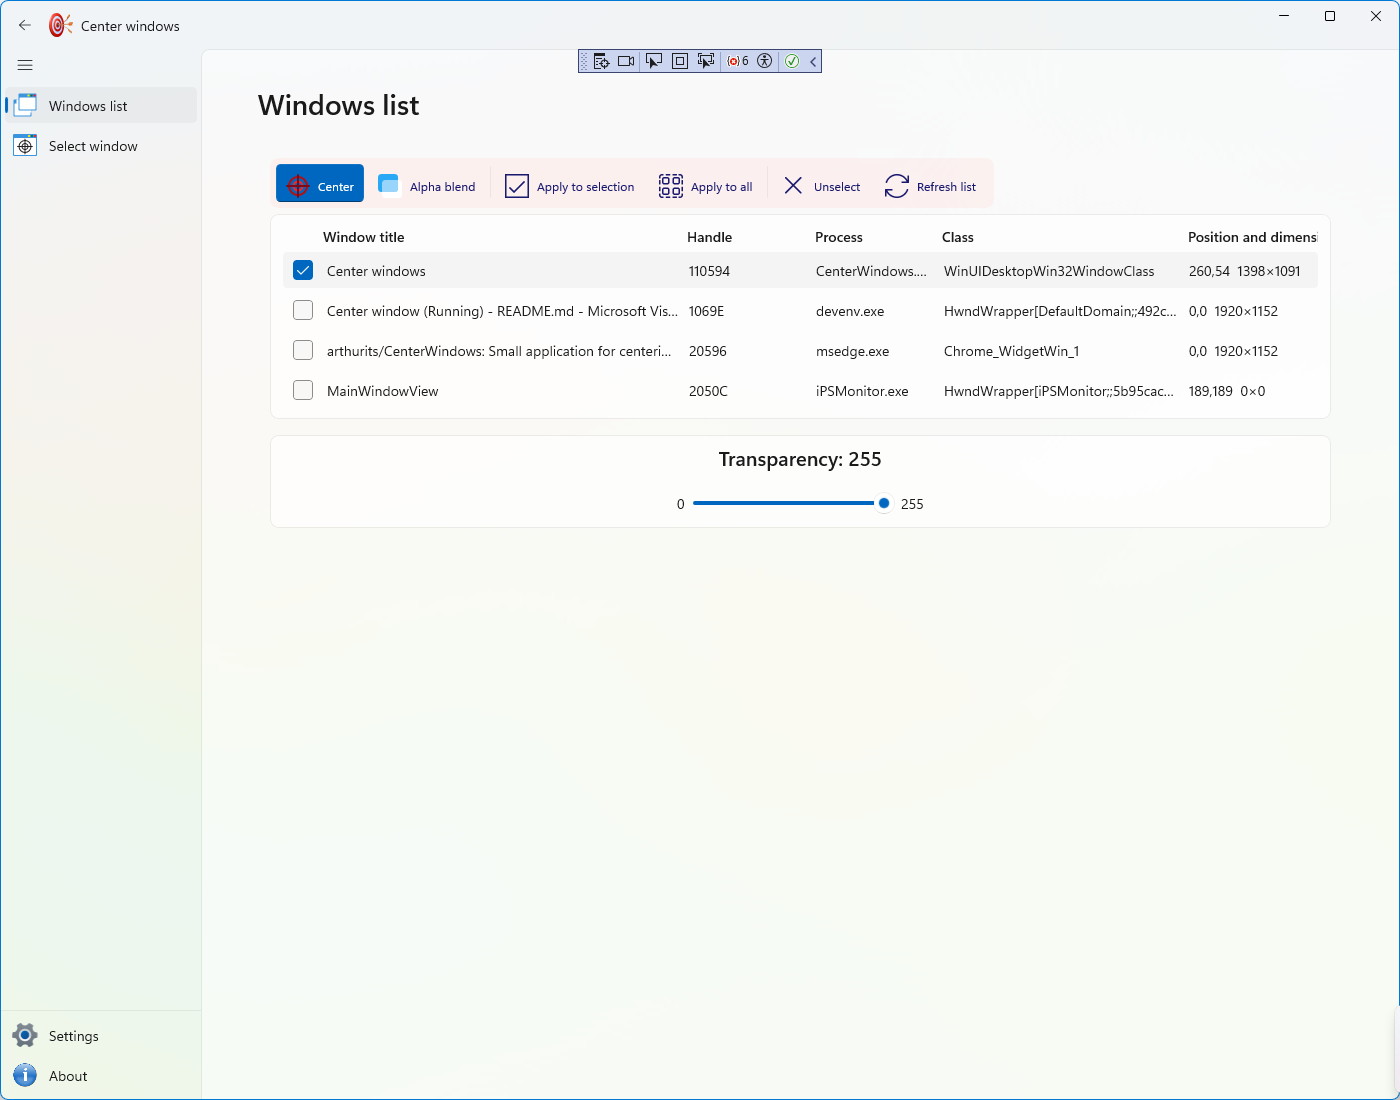 Center windows
6
Windows list
Select window
Windows list
Center Alpha blend Apply to selection Apply to all Unselect Refresh list
Window title Handle Process Class Position and dimensi
Center windows 110594 CenterWindows.... WinUIDesktopWin32WindowClass 260,54 1398×1091
Center window (Running) - README.md - Microsoft Vis... 1069E devenv.exe HwndWrapper[DefaultDomain;;492c... 0,0 1920×1152
arthurits/CenterWindows: Small application for centeri... 20596 msedge.exe Chrome_WidgetWin_1 0,0 1920×1152
MainWindowView 2050C iPSMonitor.exe HwndWrapper[iPSMonitor;;5b95cac... 189,189 0×0
Transparency: 255
0 255
Settings
About